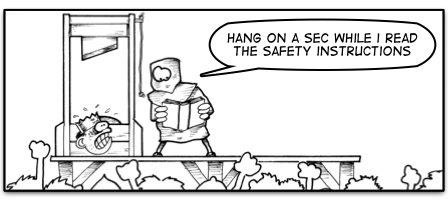 HANG ON A SEC WHILE I READ
THE SAFETY INSTRUCTIONS